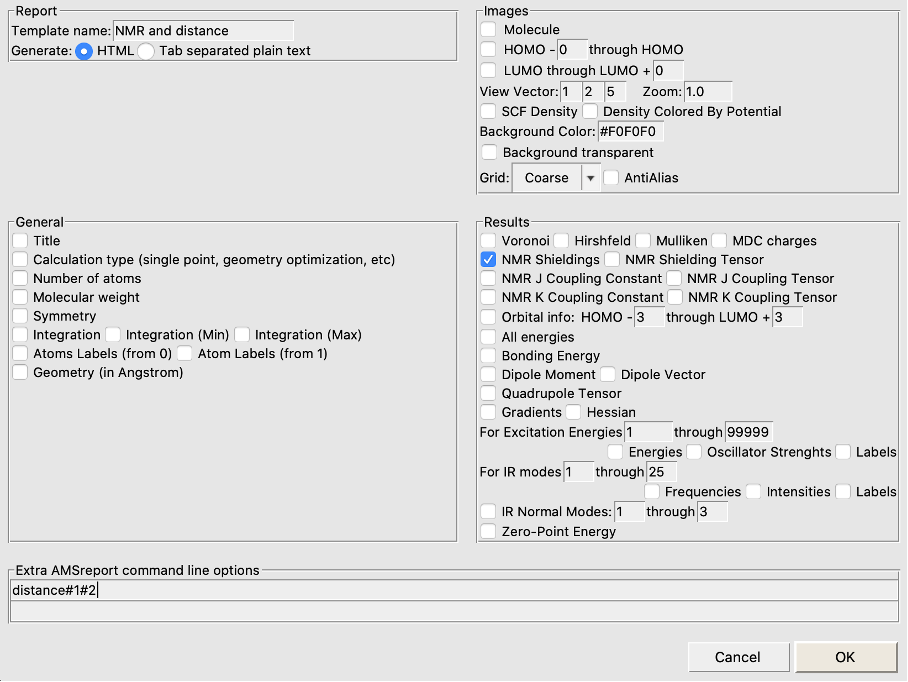 Report
Template name: NMR and distance
Generate: HTML Tab separated plain text
Images
Molecule
HOMO - 0 through HOMO
LUMO through LUMO + 0
View Vector: 1 2 5 Zoom: 1.0
SCF Density Density Colored By Potential
Background Color: #F0F0F0
Background transparent
Grid: Coarse AntiAlias
General
Title
Calculation type (single point, geometry optimization, etc)
Number of atoms
Molecular weight
Symmetry
Integration Integration (Min) Integration (Max)
Atoms Labels (from 0) Atom Labels (from 1)
Geometry (in Angstrom)
Results
Voronoi Hirshfeld Mulliken MDC charges
NMR Shieldings NMR Shielding Tensor
NMR J Coupling Constant NMR J Coupling Tensor
NMR K Coupling Constant NMR K Coupling Tensor
Orbital info: HOMO - 3 through LUMO + 3
All energies
Bonding Energy
Dipole Moment Dipole Vector
Quadrupole Tensor
Gradients Hessian
For Excitation Energies 1 through 99999
Energies Oscillator Strenghts Labels
For IR modes 1 through 25
Frequencies Intensities Labels
IR Normal Modes: 1 through 3
Zero-Point Energy
Extra AMSreport command line options
distance#1#2
Cancel OK